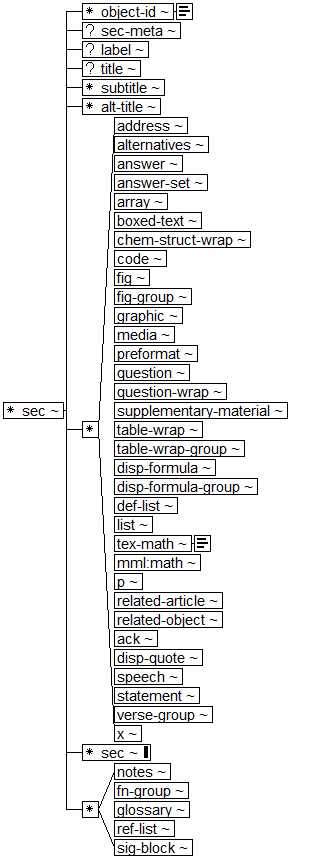 * object-id ~
? sec-meta ~
? label ~
? title ~
* subtitle ~
* alt-title ~
address ~
alternatives ~
answer ~
answer-set ~
array ~
boxed-text ~
chem-struct-wrap ~
code ~
fig ~
fig-group ~
graphic ~
media ~
preformat ~
question ~
question-wrap ~
* sec ~
supplementary-material ~
* table-wrap ~
table-wrap-group ~
disp-formula ~
disp-formula-group ~
def-list ~
list ~
tex-math ~
mml:math ~
p ~
related-article ~
related-object ~
ack ~
disp-quote ~
speech ~
statement ~
verse-group ~
x ~
* sec ~
notes ~
fn-group ~
* glossary ~
ref-list ~
sig-block ~